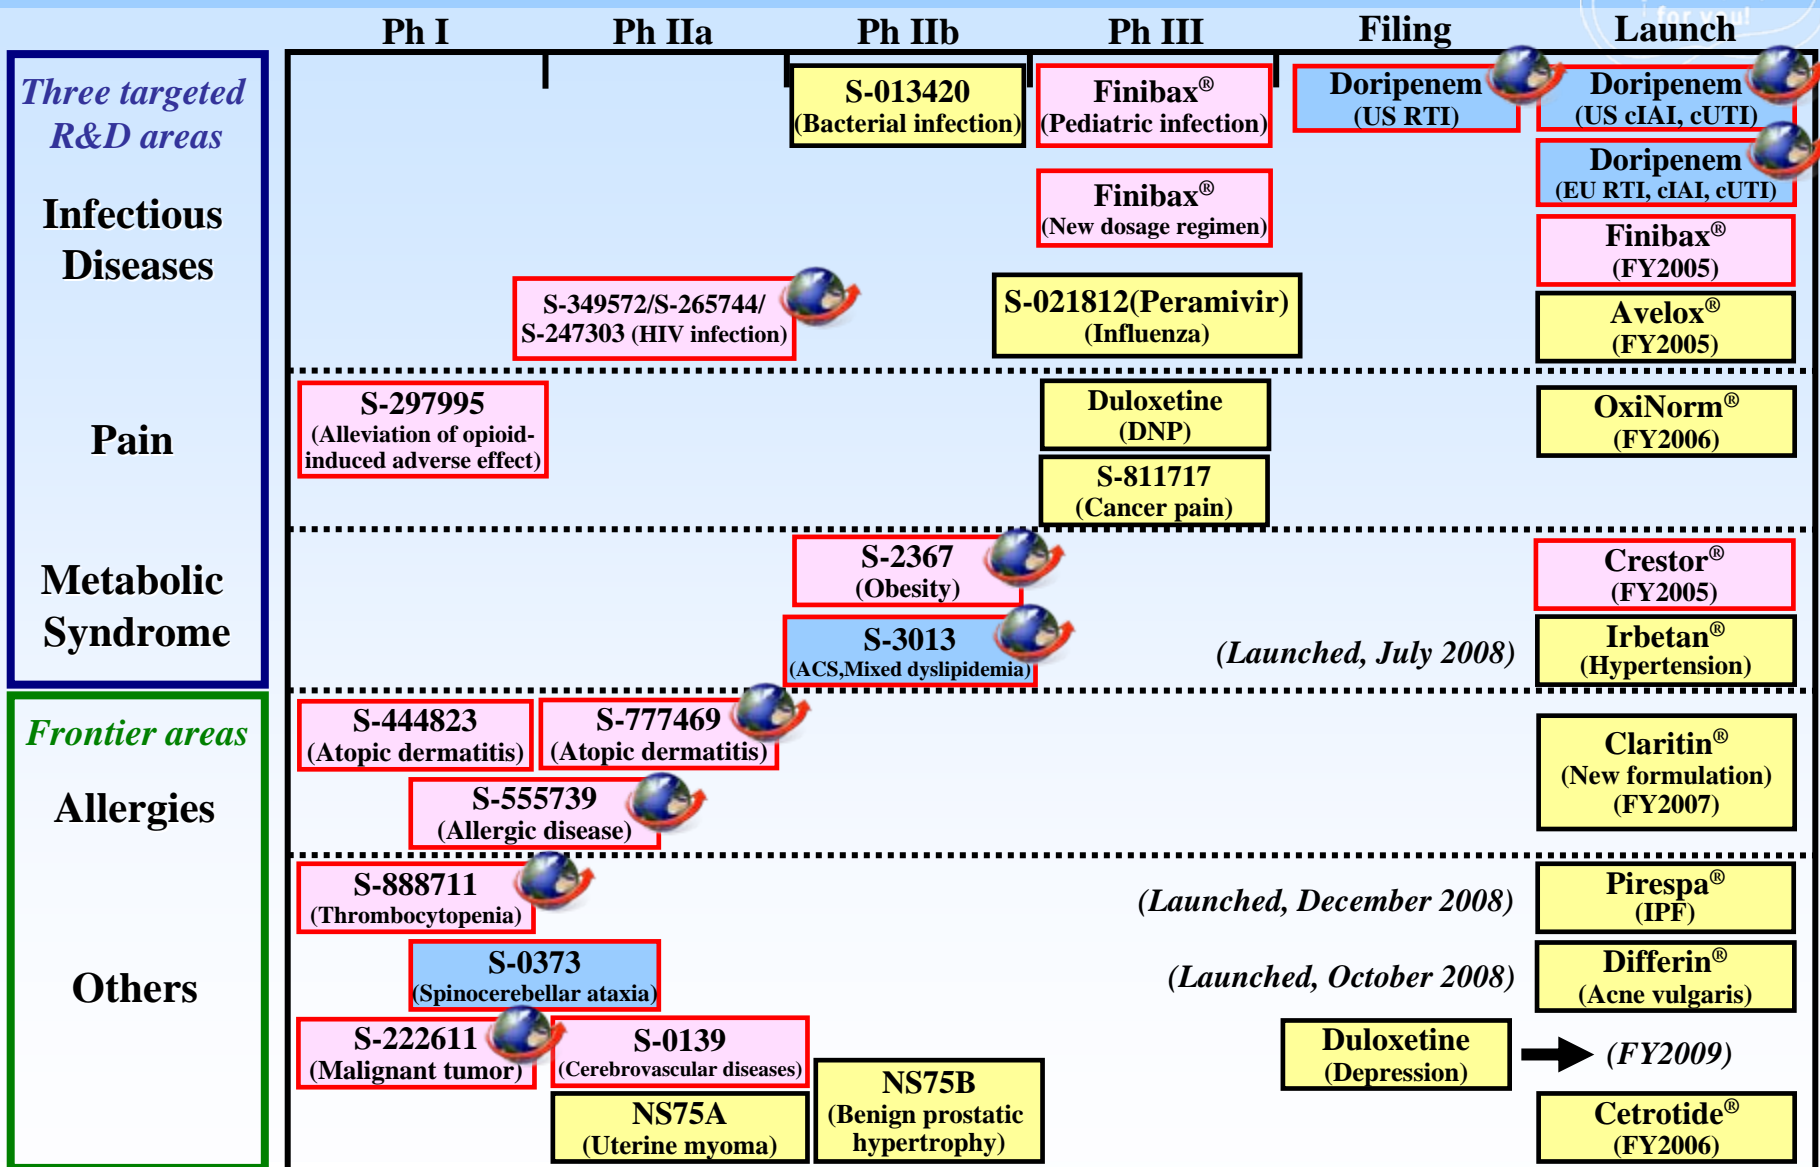 for you!
Ph I
Ph IIa
Ph IIb
Ph III
Filing
Launch
Three targeted
R&D areas
Infectious
Diseases
S-013420
(Bacterial infection)
Finibax®
(Pediatric infection)
Doripenem
(US RTI)
Doripenem
(US cIAI, cUTI)
Doripenem
(EU RTI, cIAI, cUTI)
Finibax®
(New dosage regimen)
Finibax®
(FY2005)
S-349572/S-265744/
S-247303 (HIV infection)
S-021812(Peramivir)
(Influenza)
Avelox®
(FY2005)
Pain
S-297995
(Alleviation of opioid-
induced adverse effect)
Duloxetine
(DNP)
S-811717
(Cancer pain)
OxiNorm®
(FY2006)
Metabolic
Syndrome
S-2367
(Obesity)
S-3013
(ACS,Mixed dyslipidemia)
Crestor®
(FY2005)
(Launched, July 2008)
Irbetan®
(Hypertension)
Frontier areas
Allergies
S-444823
(Atopic dermatitis)
S-777469
(Atopic dermatitis)
S-555739
(Allergic disease)
Claritin®
(New formulation)
(FY2007)
Others
S-888711
(Thrombocytopenia)
(Launched, December 2008)
Pirespa®
(IPF)
S-0373
(Spinocerebellar ataxia)
(Launched, October 2008)
Differin®
(Acne vulgaris)
S-222611
(Malignant tumor)
S-0139
(Cerebrovascular diseases)
Duloxetine
(Depression)
(FY2009)
NS75A
(Uterine myoma)
NS75B
(Benign prostatic
hypertrophy)
Cetrotide®
(FY2006)